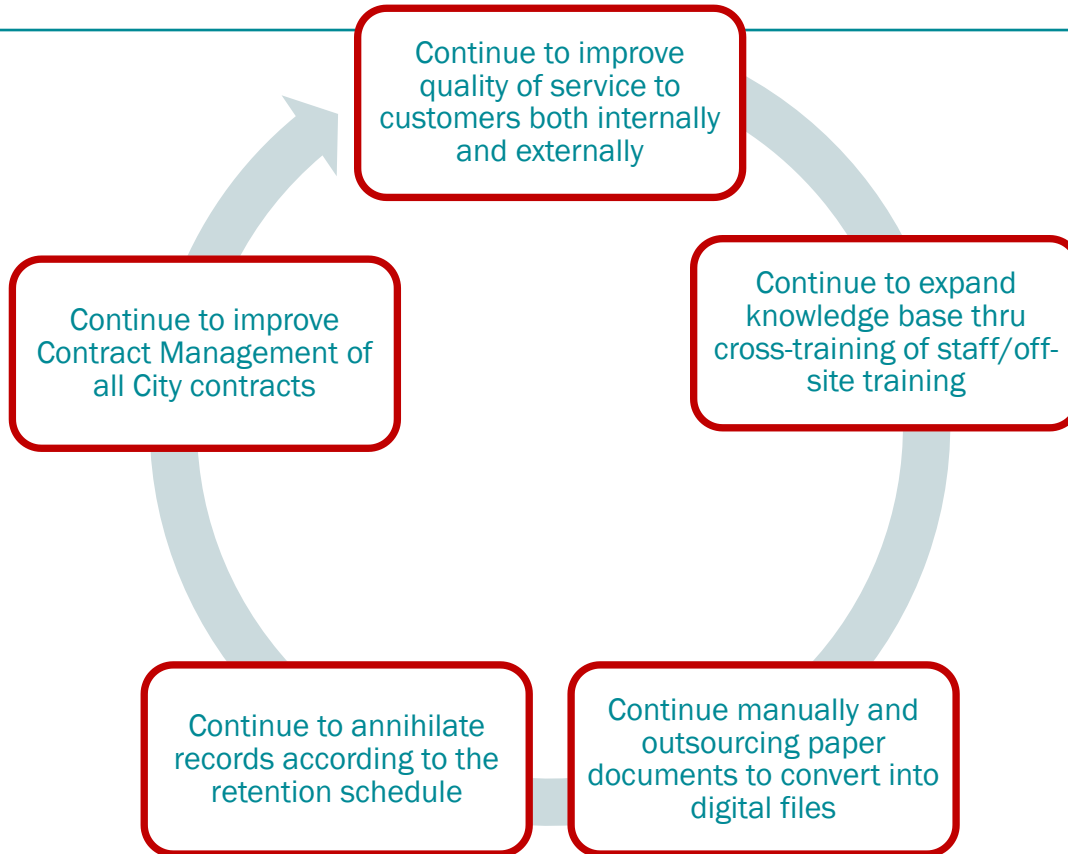 Continue to improve
quality of service to
customers both internally
and externally
Continue to expand
knowledge base thru
cross-training of staff/off-
site training
Continue manually and
outsourcing paper
documents to convert into
digital files
Continue to annihilate
records according to the
retention schedule
Continue to improve
Contract Management of
all City contracts